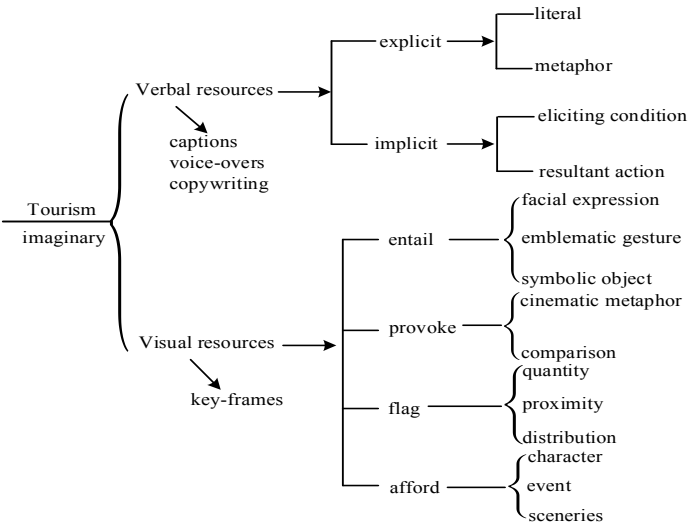 Tourism
imaginary
Verbal resources
captions
voice-overs
copywriting
explicit
literal
metaphor
implicit
eliciting condition
resultant action
Visual resources
key-frames
entail
facial expression
emblematic gesture
symbolic object
provoke
cinematic metaphor
comparison
flag
quantity
proximity
distribution
afford
character
event
sceneries